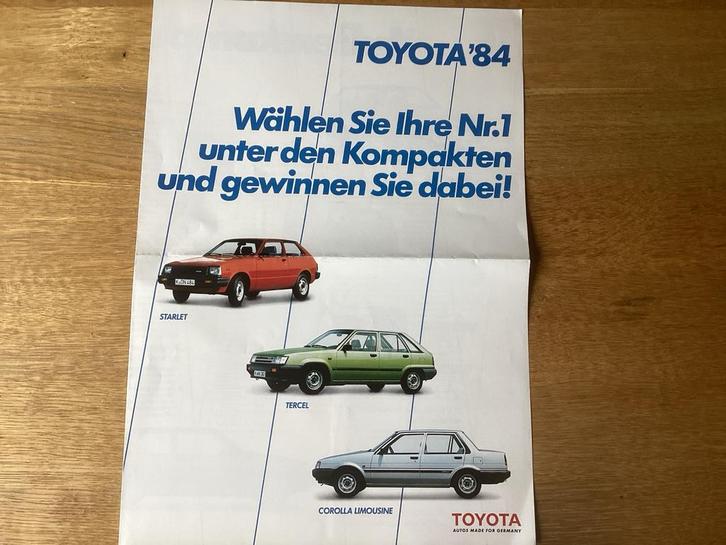 TOYOTA'84
Wählen Sie Ihre Nr.1
unter den Kompakten
und gewinnen Sie dabei!
STARLET
TERCEL
COROLLA LIMOUSINE
TOYOTA
AUTOS MADE FOR GERMANY